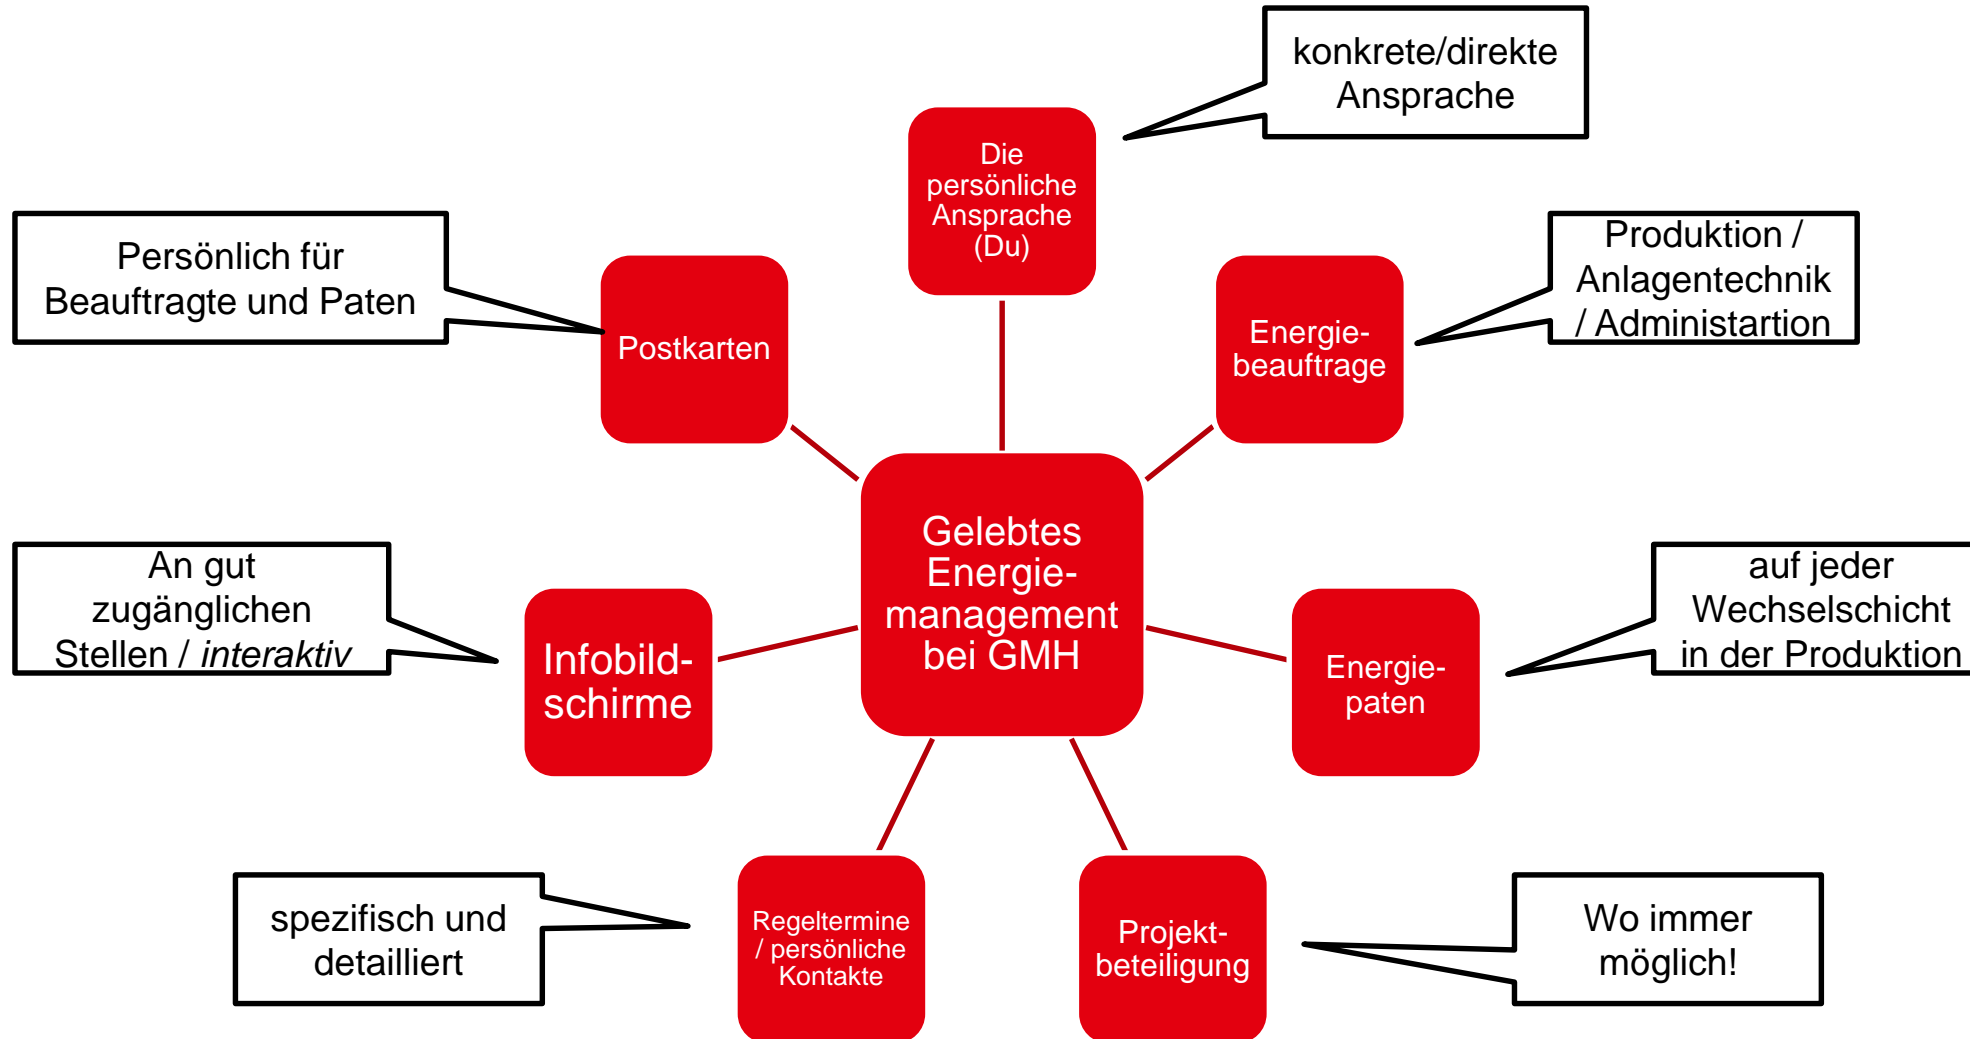 konkrete/direkte
Ansprache
Die
persönliche
Ansprache
(Du)
Persönlich für
Beauftragte und Paten
Postkarten
Energie-
beauftrage
Produktion /
Anlagentechnik
/ Administartion
Gelebtes
Energie-
management
bei GMH
An gut
zugänglichen
Stellen / interaktiv
Infobild-
schirme
Energie-
paten
auf jeder
Wechselschicht
in der Produktion
spezifisch und
detailliert
Regeltermine
/ persönliche
Kontakte
Projekt-
beteiligung
Wo immer
möglich!